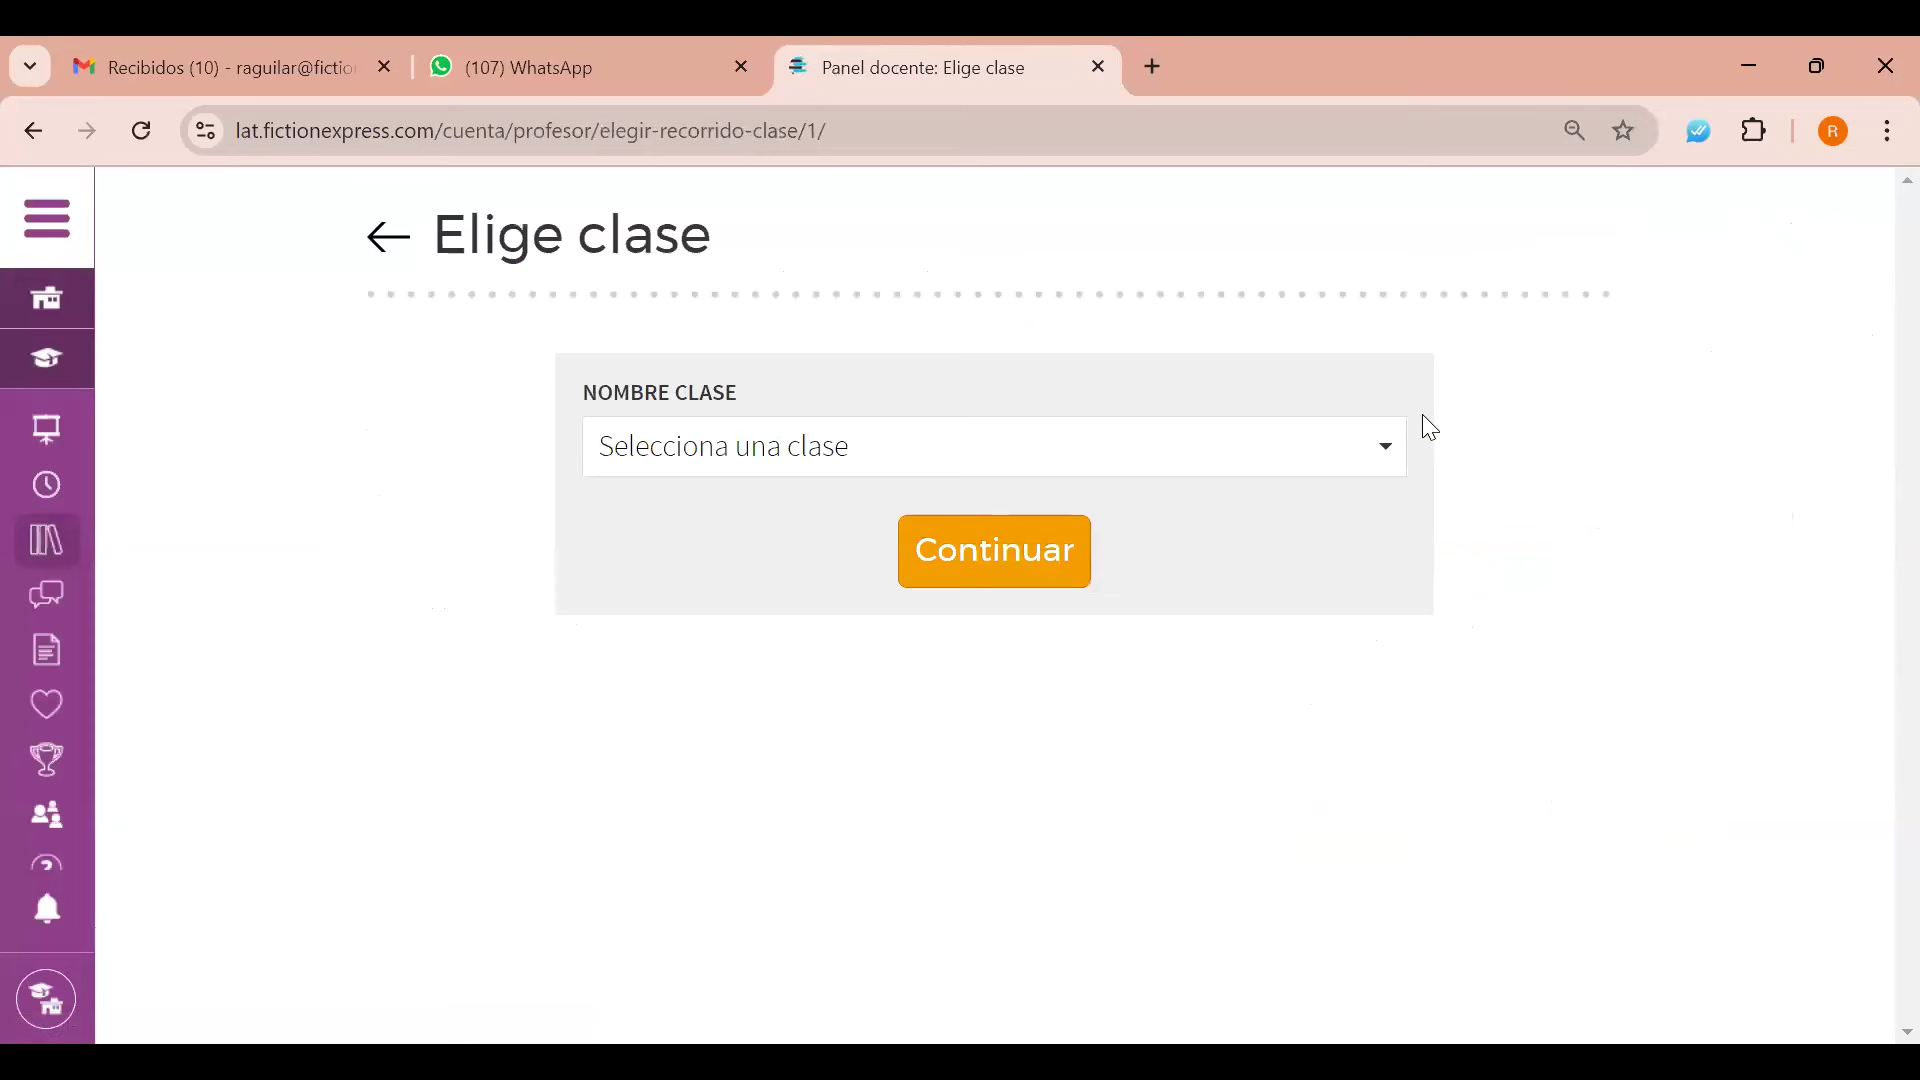 Recibidos (10) - raguilar@fictio
(107) WhatsApp
Panel docente: Elige clase
lat.fictionexpress.com/cuenta/profesor/elegir-recorrido-clase/1/
R
Elige clase
NOMBRE CLASE
Selecciona una clase
Continuar